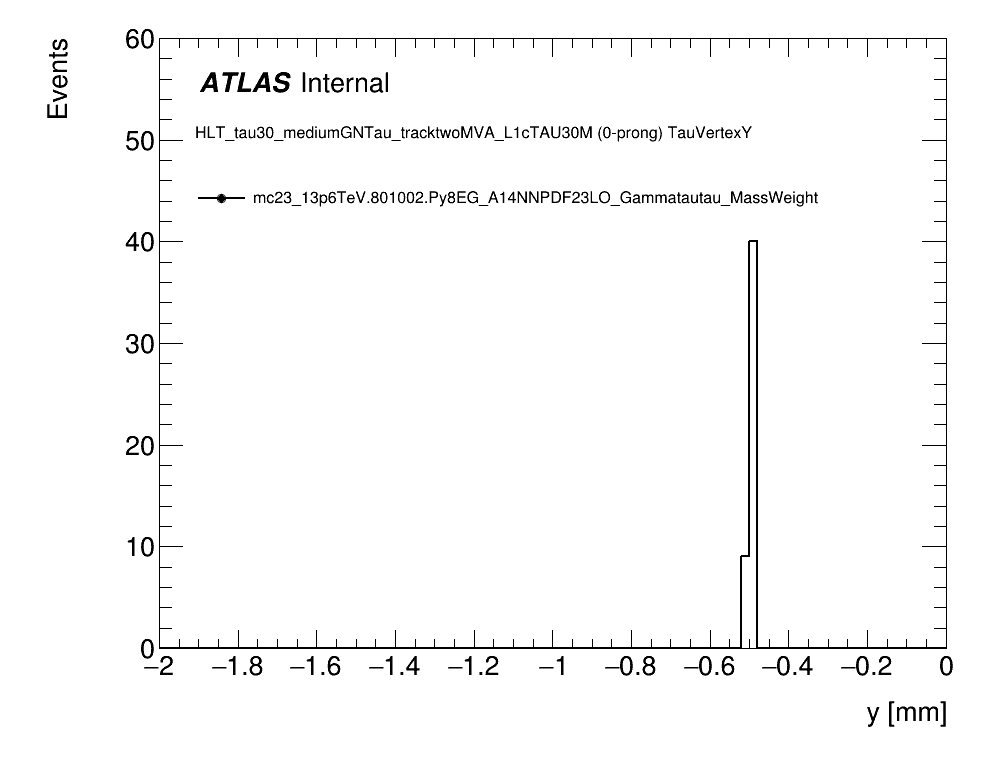 Events
60
ATLAS Internal
HLT_tau30_mediumGNTau_tracktwoMVA_L1cTAU30M (0-prong) TauVertexY
50
mc23_13p6TeV.801002.Py8EG_A14NNPDF23LO_Gammatautau_MassWeight
40
30
20
10
0
−2 −1.8 −1.6 −1.4 −1.2 −1 −0.8 −0.6 −0.4 −0.2 0
y [mm]